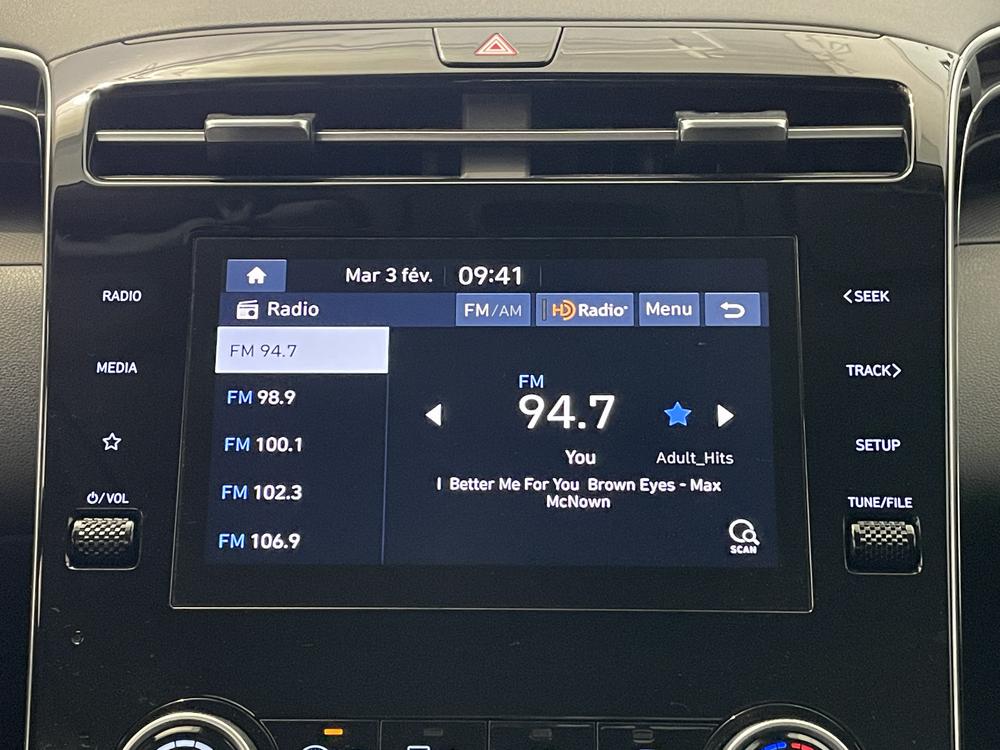 Mar 3 fév. 09:41
Radio FM/AM HD Radio Menu
RADIO
MEDIA
VOL
FM 94.7
FM 98.9
FM 100.1
FM 102.3
FM 106.9
FM
94.7
You Adult_Hits
I Better Me For You Brown Eyes - Max
McNown
SCAN
<SEEK
TRACK>
SETUP
TUNE/FILE